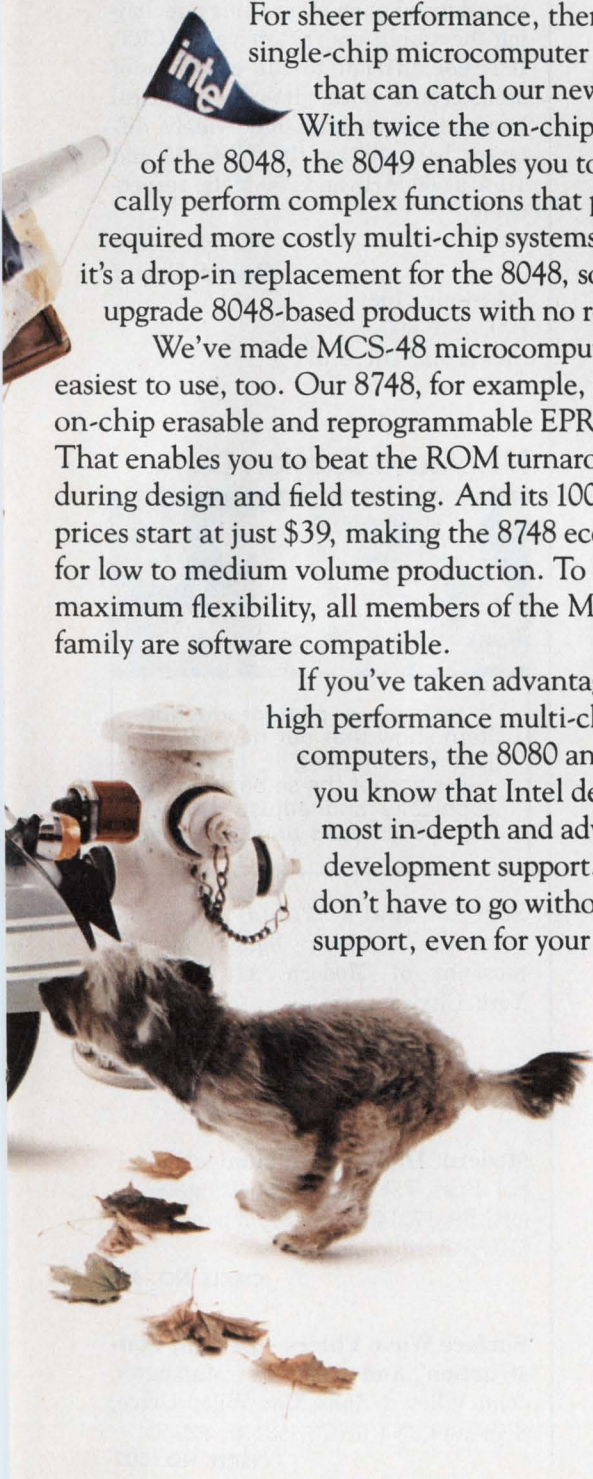 intel
For sheer performance, ther
single-chip microcomputer
that can catch our new
With twice the on-chip
of the 8048, the 8049 enables you to
cally perform complex functions that p
required more costly multi-chip systems
it's a drop-in replacement for the 8048, so
upgrade 8048-based products with no r
We've made MCS-48 microcompu
easiest to use, too. Our 8748, for example,
on-chip erasable and reprogrammable EPR
That enables you to beat the ROM turnaro
during design and field testing. And its 100
prices start at just $39, making the 8748 eco
for low to medium volume production. To
maximum flexibility, all members of the M
family are software compatible.
If you've taken advantag
high performance multi-ch
computers, the 8080 an
you know that Intel de
most in-depth and adv
development support.
don't have to go witho
support, even for your